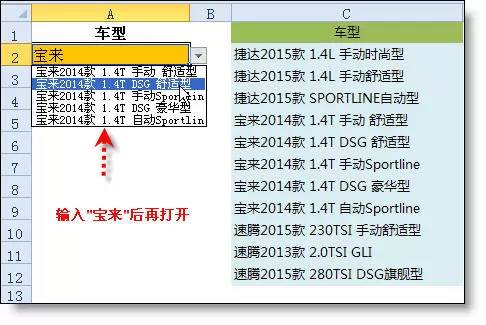 A B C
1 车型 车型
2 宝来 捷达2015款 1.4L 手动时尚型
3 捷达2015款 1.4L 手动舒适型
4 捷达2015款 SPORTLINE自动型
5 宝来2014款 1.4T 手动 舒适型
6 宝来2014款 1.4T DSG 舒适型
7 宝来2014款 1.4T 手动Sportline
8 宝来2014款 1.4T DSG 豪华型
9 宝来2014款 1.4T 自动Sportline
10 速腾2015款 230TSI 手动舒适型
11 速腾2013款 2.0TSI GLI
12 速腾2015款 280TSI DSG旗舰型
13
宝来2014款 1.4T 手动 舒适型
宝来2014款 1.4T DSG 舒适型
宝来2014款 1.4T 手动Sportlin
宝来2014款 1.4T DSG 豪华型
宝来2014款 1.4T 自动Sportlin
输入"宝来"后再打开